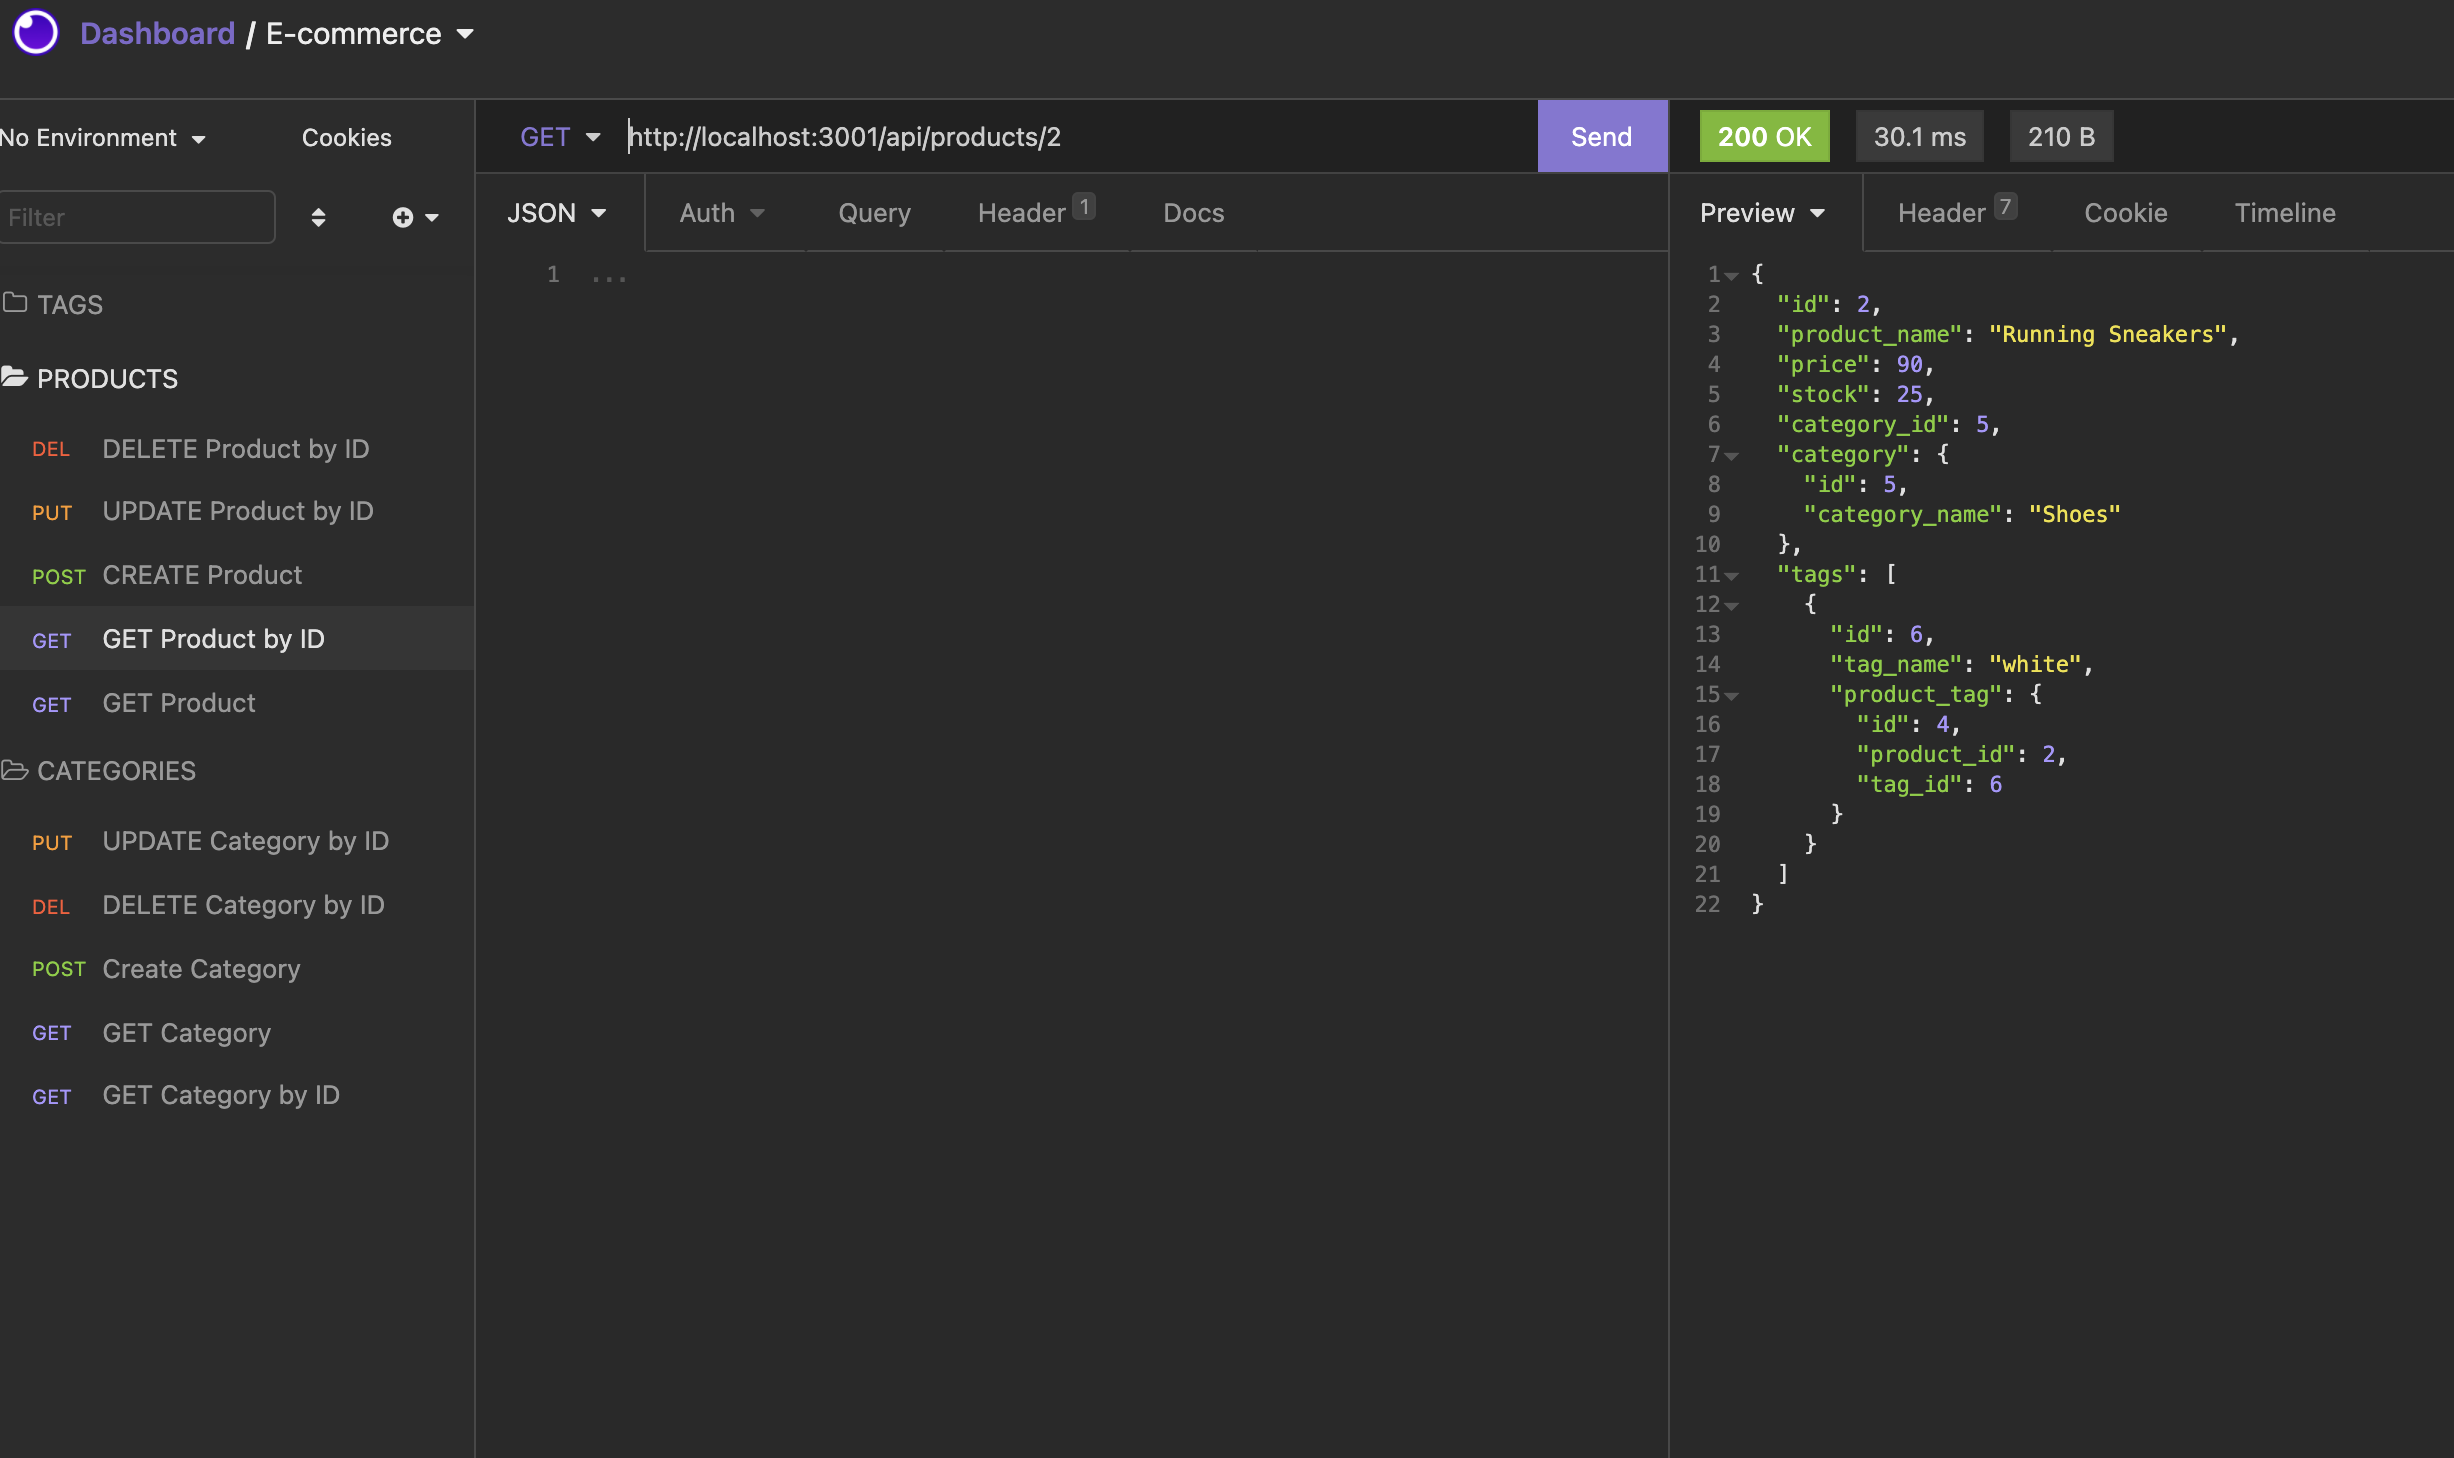 Dashboard / E-commerce
No Environment
Cookies
Filter
TAGS
PRODUCTS
DEL DELETE Product by ID
PUT UPDATE Product by ID
POST CREATE Product
GET GET Product by ID
GET GET Product
CATEGORIES
PUT UPDATE Category by ID
DEL DELETE Category by ID
POST Create Category
GET GET Category
GET GET Category by ID
GET http://localhost:3001/api/products/2 Send
JSON Auth Query Header 1 Docs
1 ...
200 OK 30.1 ms 210 B
Preview Header 7 Cookie Timeline
1 {
2 "id": 2,
3 "product_name": "Running Sneakers",
4 "price": 90,
5 "stock": 25,
6 "category_id": 5,
7 "category": {
8 "id": 5,
9 "category_name": "Shoes"
10 },
11 "tags": [
12 {
13 "id": 6,
14 "tag_name": "white",
15 "product_tag": {
16 "id": 4,
17 "product_id": 2,
18 "tag_id": 6
19 }
20 }
21 ]
22 }